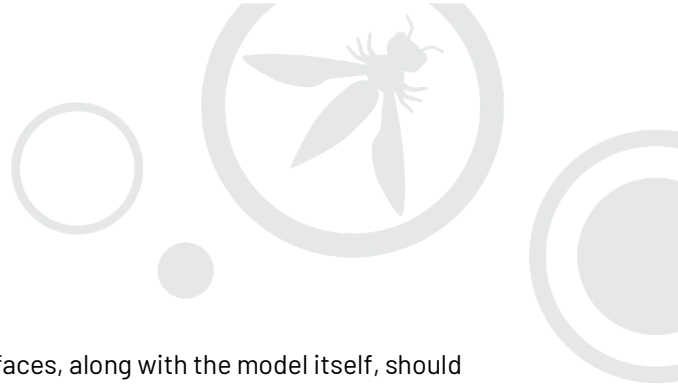 faces, along with the model itself, should